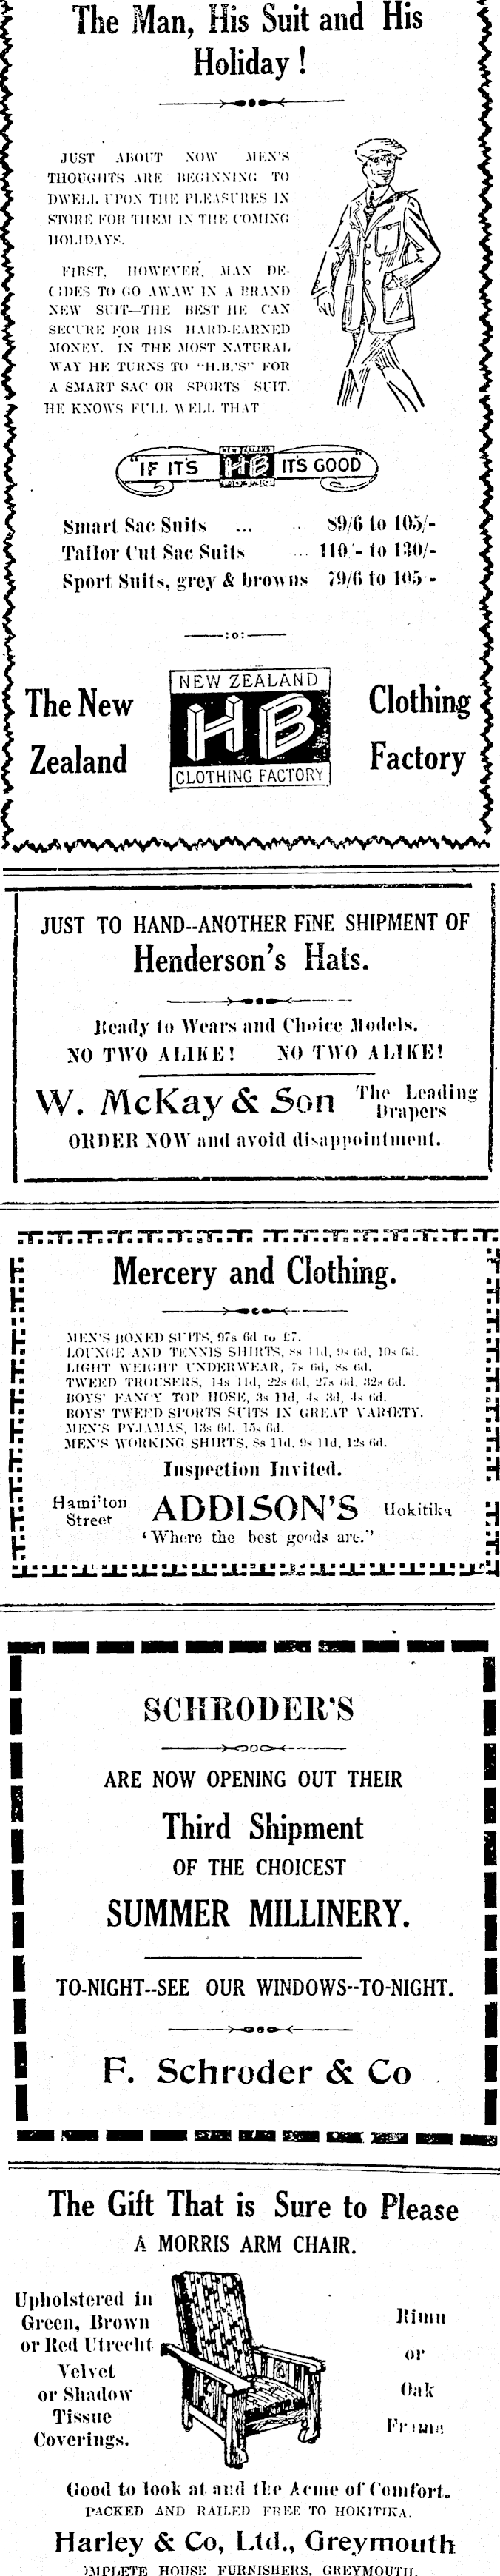 The Man, His Suit and His
Holiday !
JUST ABOUT NOW MEN'S
THOUGHTS ARE BEGINNING TO
DWELL UPON THE PLEASURES IN
STORE FOR THEM IN THE COMING
HOLIDAYS.
FIRST, HOWEVER, MAN DE-
CIDES TO GO AWAW IN A BRAND
NEW SUIT—THE BEST HE CAN
SECURE FOR HIS HARD-EARNED
MONEY. IN THE MOST NATURAL
WAY HE TURNS TO "H.B.'S" FOR
A SMART SAC OR SPORTS SUIT.
HE KNOWS FULL WELL THAT
"IF IT'S HB IT'S GOOD"
Smart Sac Suits ... ... 89/6 to 105/-
Tailor Cut Sac Suits ... 110/- to 130/-
Sport Suits, grey & browns 79/6 to 105/-
:o:
The New Zealand
NEW ZEALAND
HB
CLOTHING FACTORY
Clothing Factory
JUST TO HAND--ANOTHER FINE SHIPMENT OF
Henderson's Hats.
Ready to Wears and Choice Models.
NO TWO ALIKE! NO TWO ALIKE!
W. McKay & Son The Leading Drapers
ORDER NOW and avoid disappointment.
Mercery and Clothing.
MEN'S BOXED SUITS, 97s 6d to £7.
LOUNGE AND TENNIS SHIRTS, 8s 11d, 9s 6d, 10s 6d.
LIGHT WEIGHT UNDERWEAR, 7s 6d, 8s 6d.
TWEED TROUSERS, 14s 11d, 22s 6d, 27s 6d, 32s 6d.
BOYS' FANCY TOP HOSE, 3s 11d, 4s 3d, 4s 6d.
BOYS' TWEED SPORTS SUITS IN GREAT VARIETY.
MEN'S PYJAMAS, 13s 6d. 15s 6d.
MEN'S WORKING SHIRTS, 8s 11d, 9s 11d, 12s 6d.
Inspection Invited.
Hamilton Street ADDISON'S Hokitika
'Where the best goods are."
SCHRODER'S
ARE NOW OPENING OUT THEIR
Third Shipment
OF THE CHOICEST
SUMMER MILLINERY.
TO-NIGHT--SEE OUR WINDOWS--TO-NIGHT.
F. Schroder & Co
The Gift That is Sure to Please
A MORRIS ARM CHAIR.
Upholstered in
Green, Brown
or Red Utrecht
Velvet
or Shadow
Tissue
Coverings.
Rimu
or
Oak
Frame
Good to look at and the Acme of Comfort.
PACKED AND RAILED FREE TO HOKITIKA.
Harley & Co, Ltd., Greymouth
OMPLETE HOUSE FURNISHERS, GREYMOUTH.